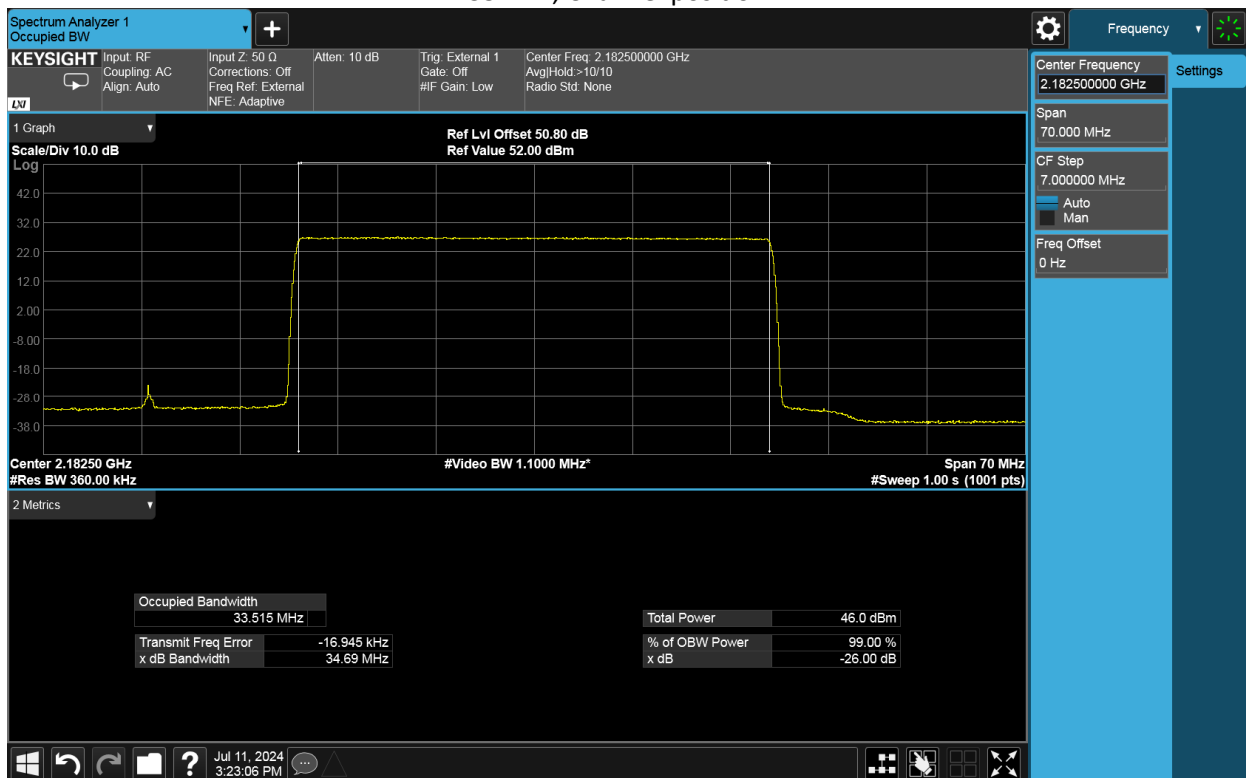 Spectrum Analyzer 1
Occupied BW
+
Frequency
KEYSIGHT
LXI
Input: RF
Coupling: AC
Align: Auto
Input Z: 50 Ω
Corrections: Off
Freq Ref: External
NFE: Adaptive
Atten: 10 dB
Trig: External 1
Gate: Off
#IF Gain: Low
Center Freq: 2.182500000 GHz
Avg|Hold:>10/10
Radio Std: None
Center Frequency
2.182500000 GHz
Settings
Span
70.000 MHz
CF Step
7.000000 MHz
Auto
Man
Freq Offset
0 Hz
1 Graph
Scale/Div 10.0 dB
Ref Lvl Offset 50.80 dB
Ref Value 52.00 dBm
Log
42.0
32.0
22.0
12.0
2.00
-8.00
-18.0
-28.0
-38.0
Center 2.18250 GHz
#Video BW 1.1000 MHz*
Span 70 MHz
#Res BW 360.00 kHz
#Sweep 1.00 s (1001 pts)
2 Metrics
Occupied Bandwidth
33.515 MHz
Total Power 46.0 dBm
Transmit Freq Error -16.945 kHz
% of OBW Power 99.00 %
x dB Bandwidth 34.69 MHz
x dB -26.00 dB
?
Jul 11, 2024
3:23:06 PM